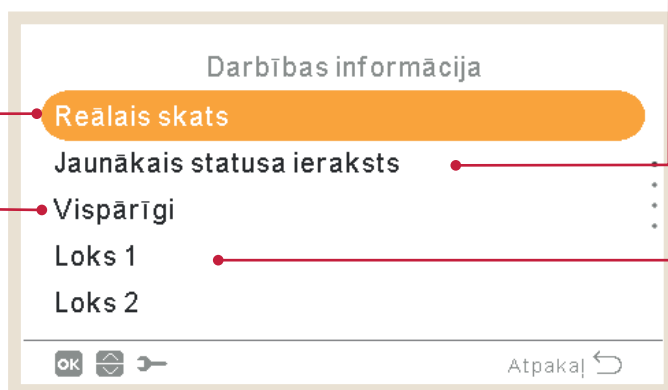 Darbības informācija
Reālais skats
Jaunākais statusa ieraksts
Vispārīgi
Loks 1
Loks 2
OK
Atpakaļ